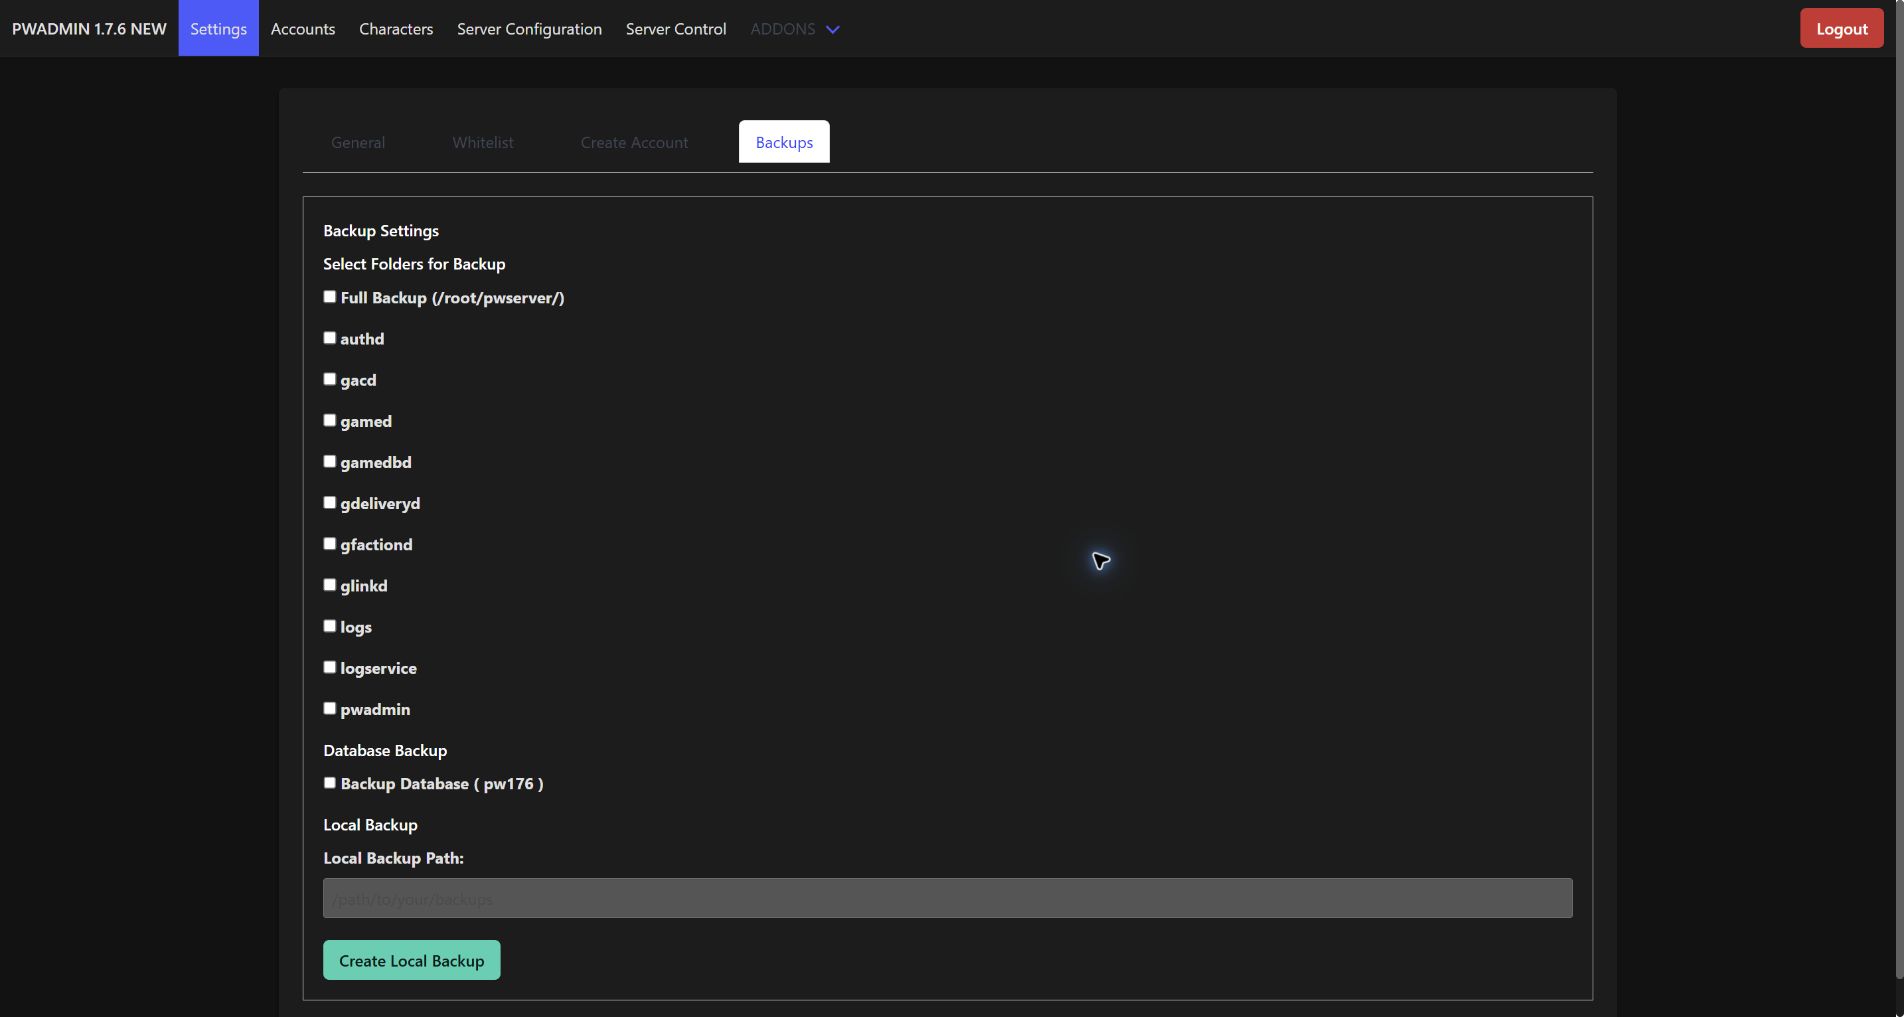 PWADMIN 1.7.6 NEW Settings Accounts Characters Server Configuration Server Control ADDONS Logout
General Whitelist Create Account Backups
Backup Settings
Select Folders for Backup
Full Backup (/root/pwserver/)
authd
gacd
gamed
gamedbd
gdeliveryd
gfactiond
glinkd
logs
logservice
pwadmin
Database Backup
Backup Database ( pw176 )
Local Backup
Local Backup Path:
/path/to/your/backups
Create Local Backup